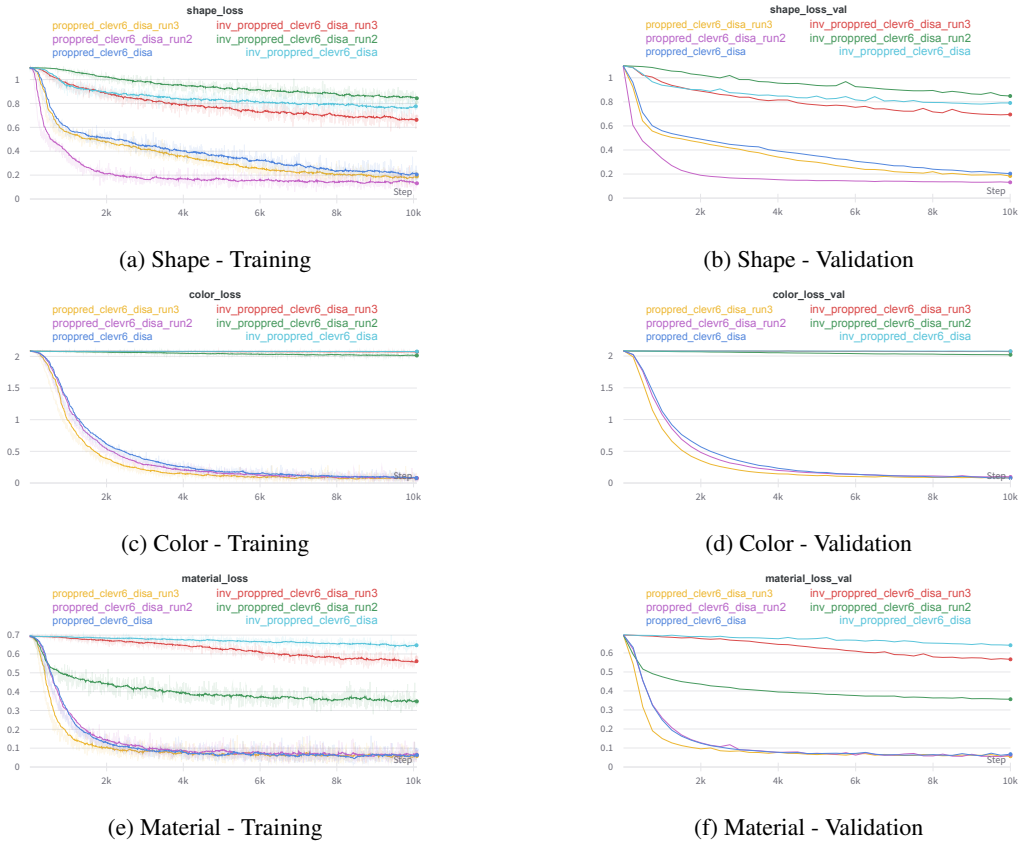 shape_loss
proppred_clevr6_disa_run3 inv_proppred_clevr6_disa_run3
proppred_clevr6_disa_run2 inv_proppred_clevr6_disa_run2
proppred_clevr6_disa inv_proppred_clevr6_disa
1
0.8
0.6
0.4
0.2
0
Step
2k 4k 6k 8k 10k
(a) Shape - Training
shape_loss_val
proppred_clevr6_disa_run3 inv_proppred_clevr6_disa_run3
proppred_clevr6_disa_run2 inv_proppred_clevr6_disa_run2
proppred_clevr6_disa inv_proppred_clevr6_disa
1
0.8
0.6
0.4
0.2
0
Step
2k 4k 6k 8k 10k
(b) Shape - Validation
color_loss
proppred_clevr6_disa_run3 inv_proppred_clevr6_disa_run3
proppred_clevr6_disa_run2 inv_proppred_clevr6_disa_run2
proppred_clevr6_disa inv_proppred_clevr6_disa
2
1.5
1
0.5
0
Step
2k 4k 6k 8k 10k
(c) Color - Training
color_loss_val
proppred_clevr6_disa_run3 inv_proppred_clevr6_disa_run3
proppred_clevr6_disa_run2 inv_proppred_clevr6_disa_run2
proppred_clevr6_disa inv_proppred_clevr6_disa
2
1.5
1
0.5
0
Step
2k 4k 6k 8k 10k
(d) Color - Validation
material_loss
proppred_clevr6_disa_run3 inv_proppred_clevr6_disa_run3
proppred_clevr6_disa_run2 inv_proppred_clevr6_disa_run2
proppred_clevr6_disa inv_proppred_clevr6_disa
0.7
0.6
0.5
0.4
0.3
0.2
0.1
0
Step
2k 4k 6k 8k 10k
(e) Material - Training
material_loss_val
proppred_clevr6_disa_run3 inv_proppred_clevr6_disa_run3
proppred_clevr6_disa_run2 inv_proppred_clevr6_disa_run2
proppred_clevr6_disa inv_proppred_clevr6_disa
0.6
0.5
0.4
0.3
0.2
0.1
0
Step
2k 4k 6k 8k 10k
(f) Material - Validation